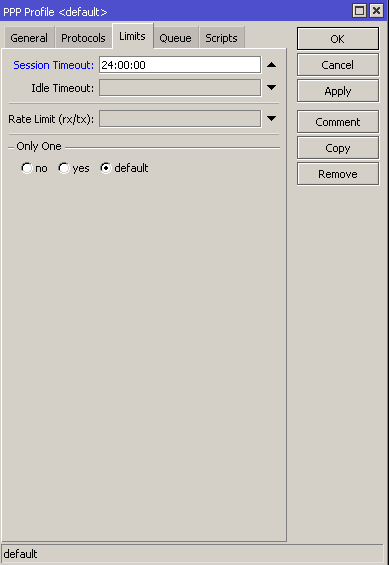 PPP Profile <default>
General Protocols Limits Queue Scripts
OK
Session Timeout: 24:00:00
Cancel
Idle Timeout:
Apply
Rate Limit (rx/tx):
Comment
Only One
Copy
no yes default
Remove
default